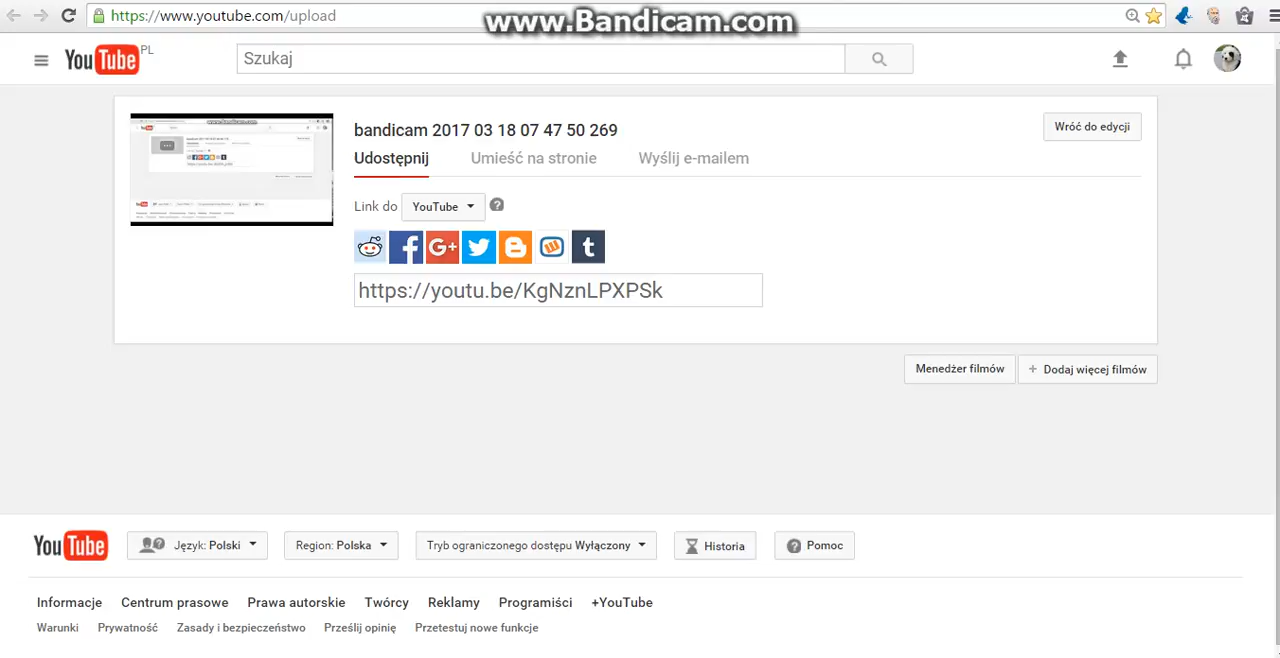 https://www.youtube.com/upload
www.Bandicam.com
YouTube PL
Szukaj
bandicam 2017 03 18 07 47 50 269
Wróć do edycji
Udostępnij
Umieść na stronie
Wyślij e-mailem
Link do
YouTube
https://youtu.be/KgNznLPXPSk
Menedżer filmów
+ Dodaj więcej filmów
YouTube
Język: Polski
Region: Polska
Tryb ograniczonego dostępu Wyłączony
Historia
Pomoc
Informacje
Centrum prasowe
Prawa autorskie
Twórcy
Reklamy
Programiści
+YouTube
Warunki
Prywatność
Zasady i bezpieczeństwo
Prześlij opinię
Przetestuj nowe funkcje